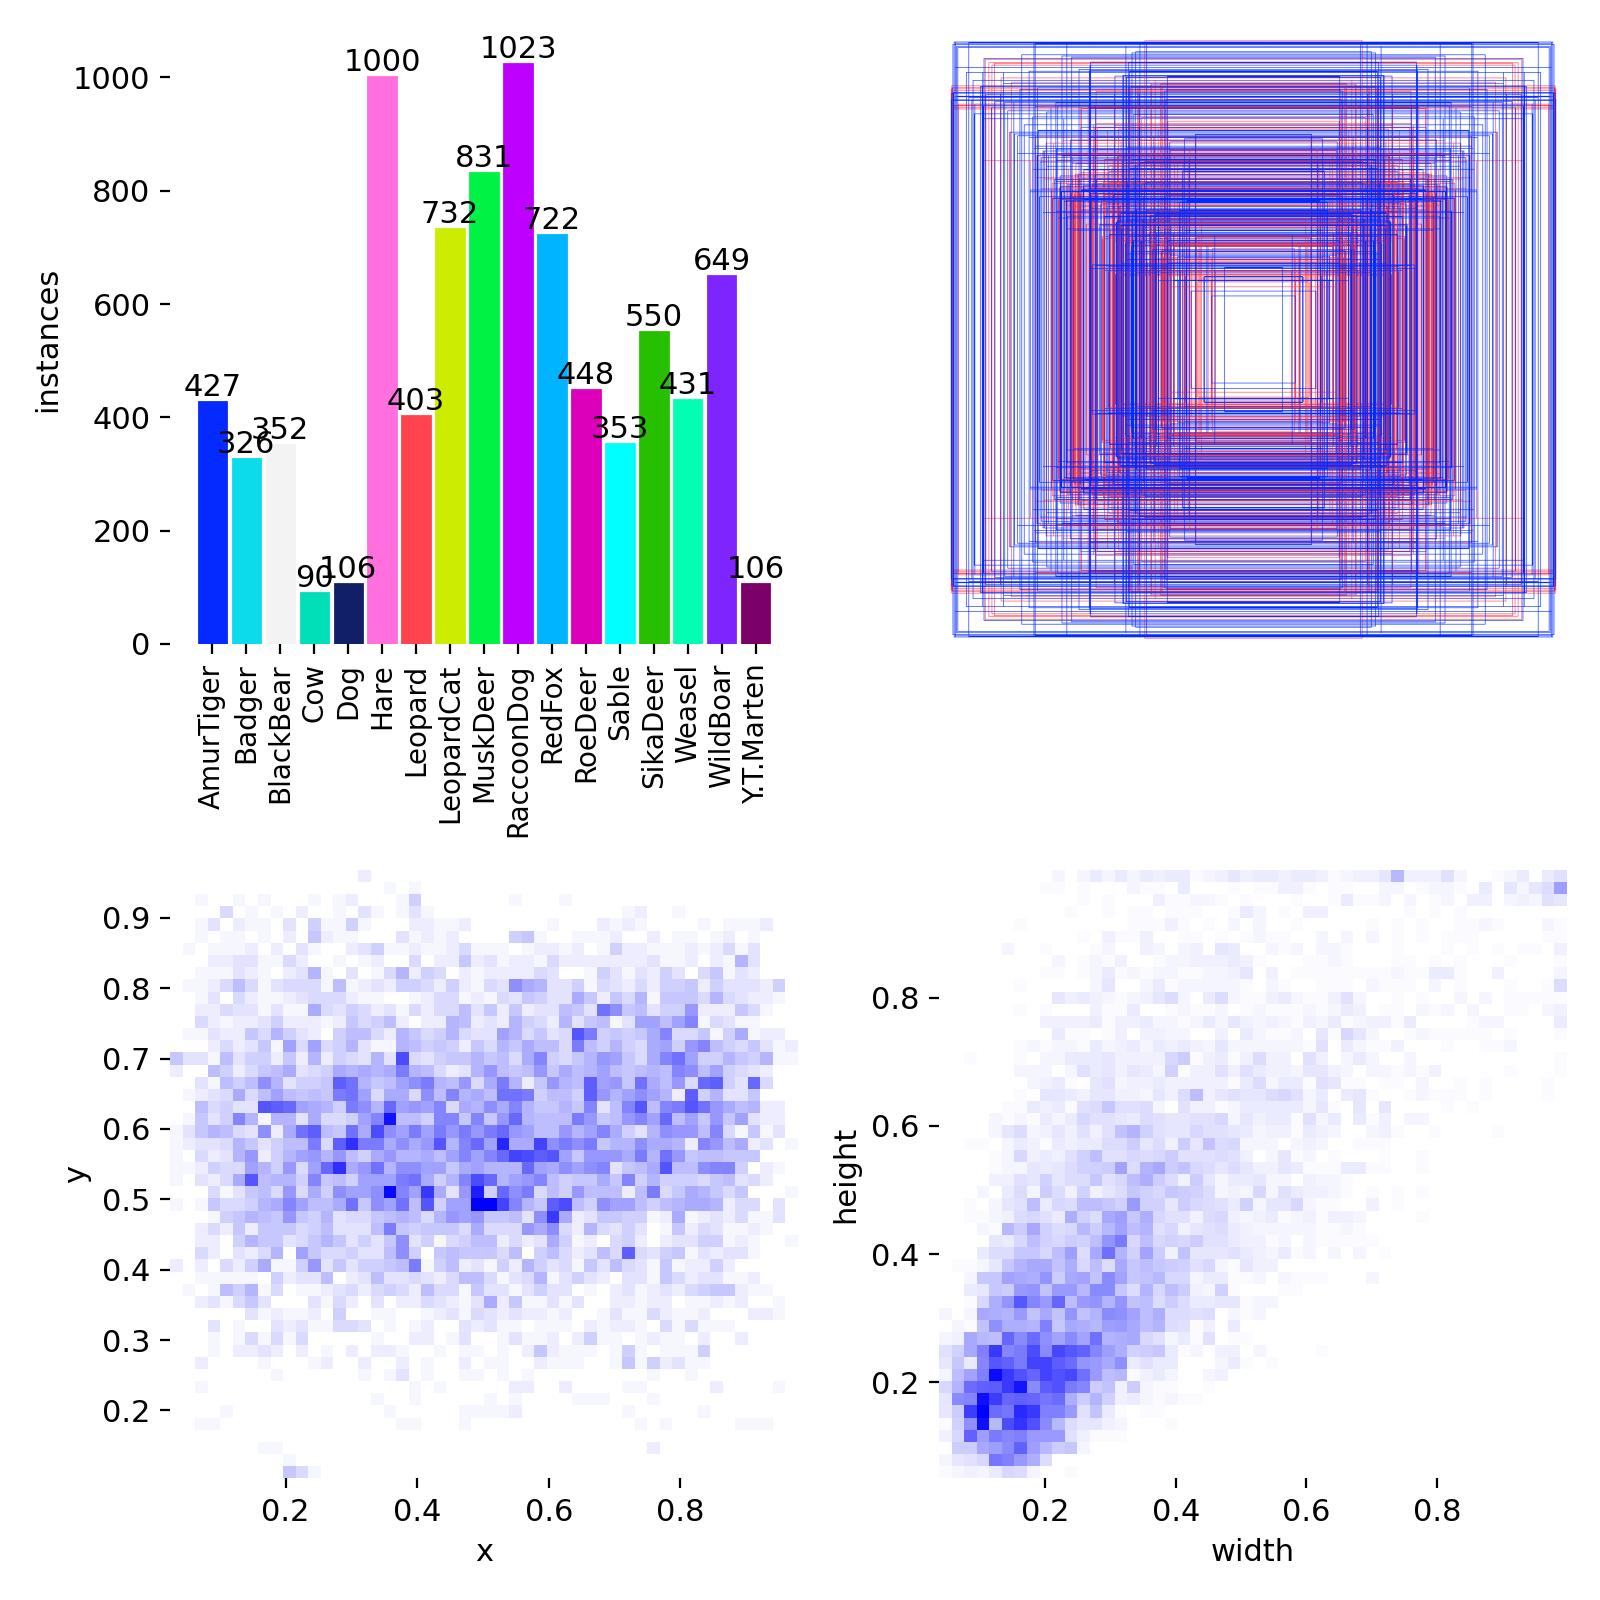 instances
1000
800
600
400
200
0
427
326
352
90
106
1000
403
732
831
1023
722
448
353
550
431
649
106
AmurTiger
Badger
BlackBear
Cow
Dog
Hare
Leopard
LeopardCat
MuskDeer
RaccoonDog
RedFox
RoeDeer
Sable
SikaDeer
Weasel
WildBoar
Y.T.Marten
y
0.9
0.8
0.7
0.6
0.5
0.4
0.3
0.2
0.2 0.4 0.6 0.8
x
height
0.8
0.6
0.4
0.2
0.2 0.4 0.6 0.8
width